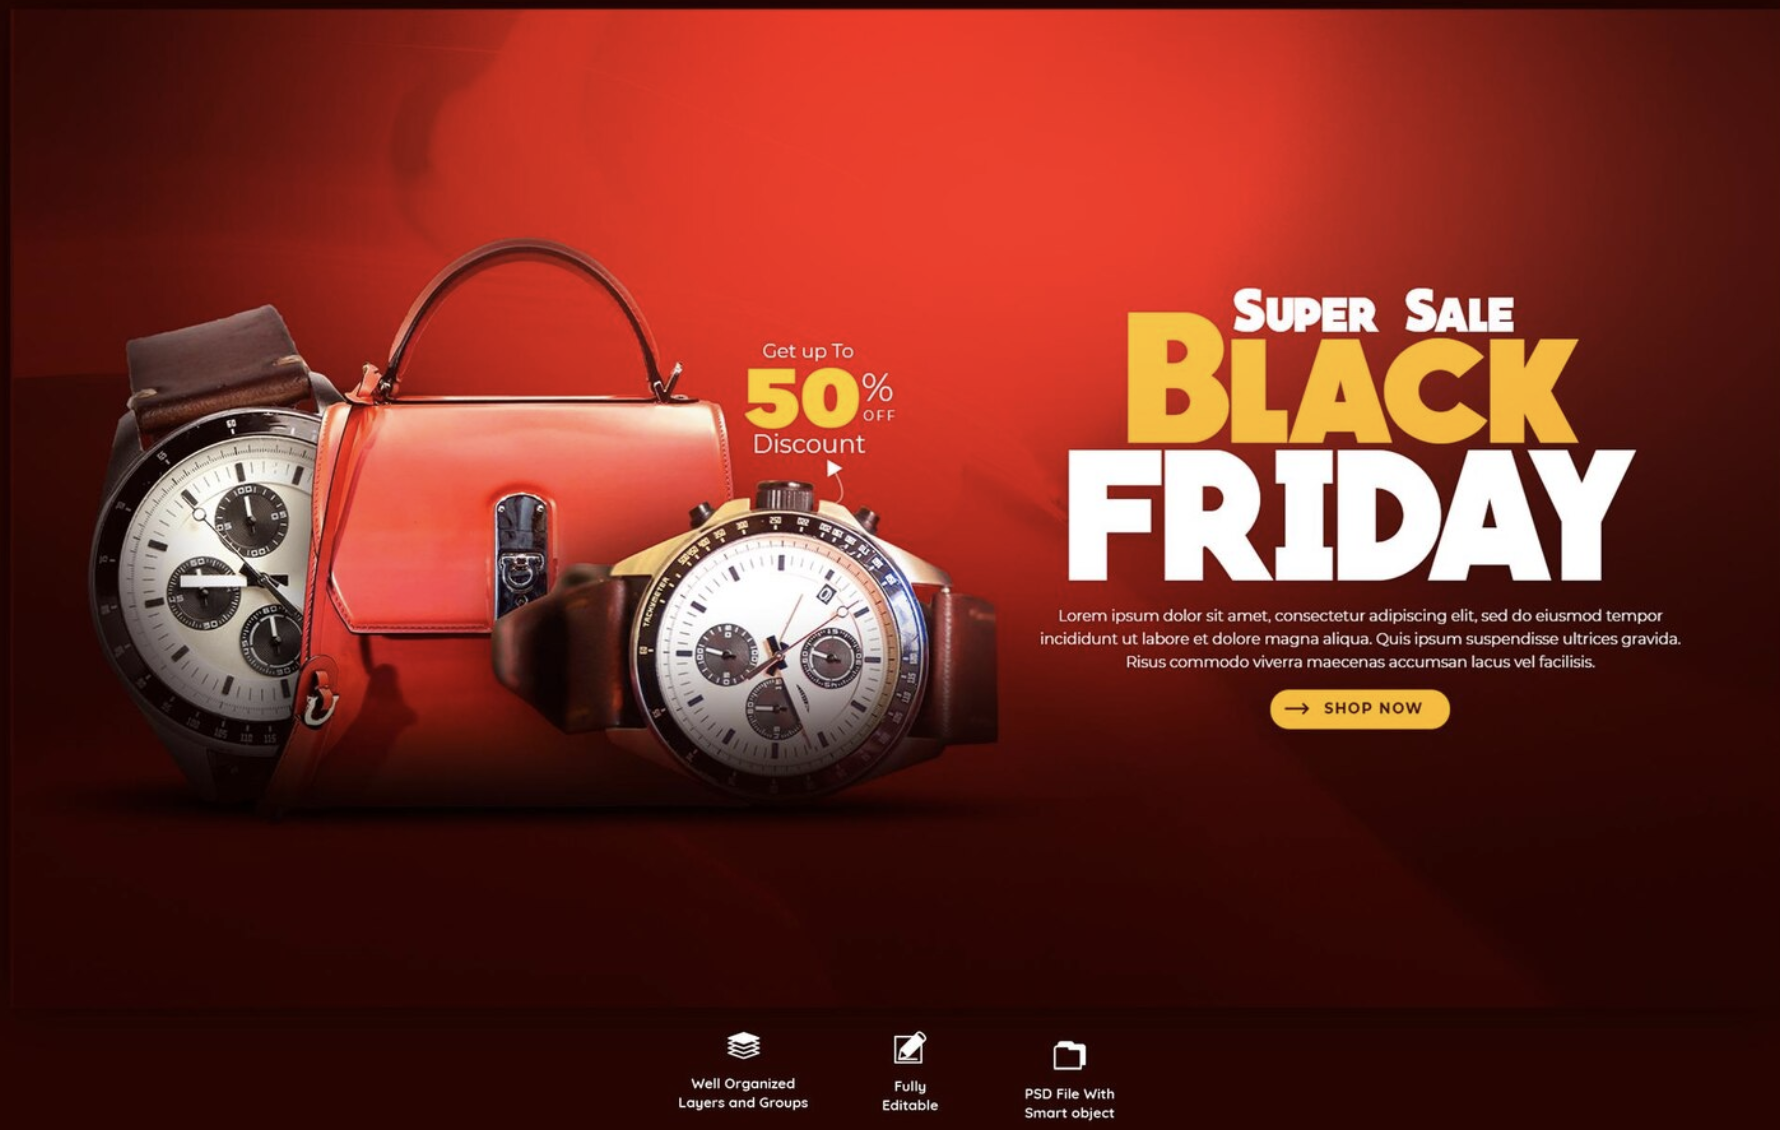 Get up To
50%
OFF
Discount
SUPER SALE
BLACK
FRIDAY
Lorem ipsum dolor sit amet, consectetur adipiscing elit, sed do eiusmod tempor
incididunt ut labore et dolore magna aliqua. Quis ipsum suspendisse ultrices gravida.
Risus commodo viverra maecenas accumsan lacus vel facilisis.
SHOP NOW
TACHYMETER
Well Organized
Layers and Groups
Fully
Editable
PSD File With
Smart object